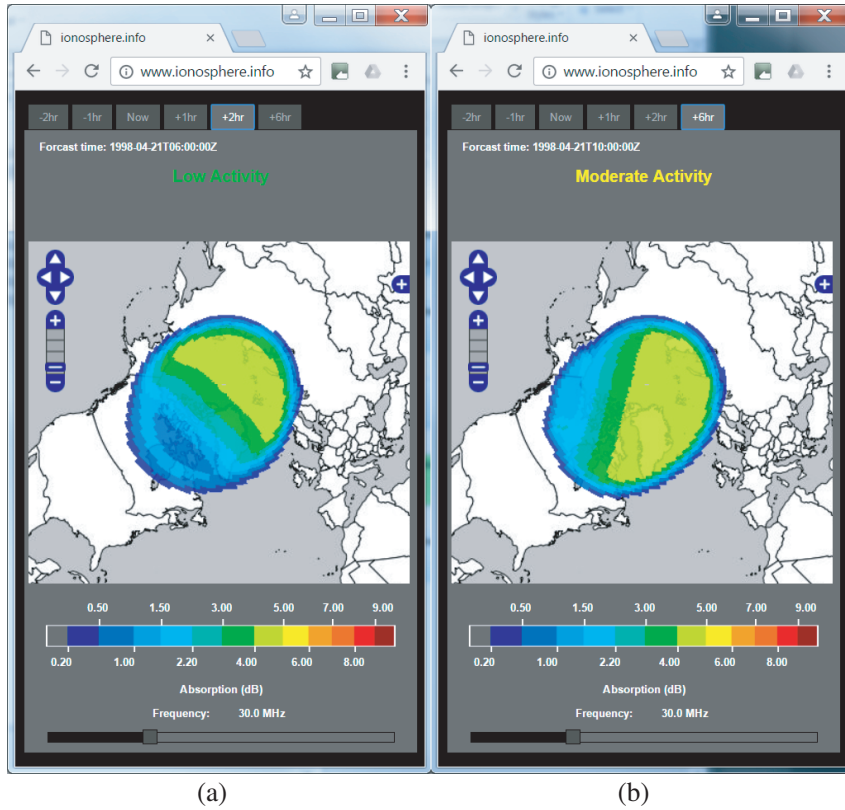 ionosphere.info ×
www.ionosphere.info
-2hr -1hr Now +1hr +2hr +6hr
Forcast time: 1998-04-21T06:00:00Z
Low Activity
0.50 1.50 3.00 5.00 7.00 9.00
0.20 1.00 2.20 4.00 6.00 8.00
Absorption (dB)
Frequency: 30.0 MHz
(a)
ionosphere.info ×
www.ionosphere.info
-2hr -1hr Now +1hr +2hr +6hr
Forcast time: 1998-04-21T10:00:00Z
Moderate Activity
0.50 1.50 3.00 5.00 7.00 9.00
0.20 1.00 2.20 4.00 6.00 8.00
Absorption (dB)
Frequency: 30.0 MHz
(b)